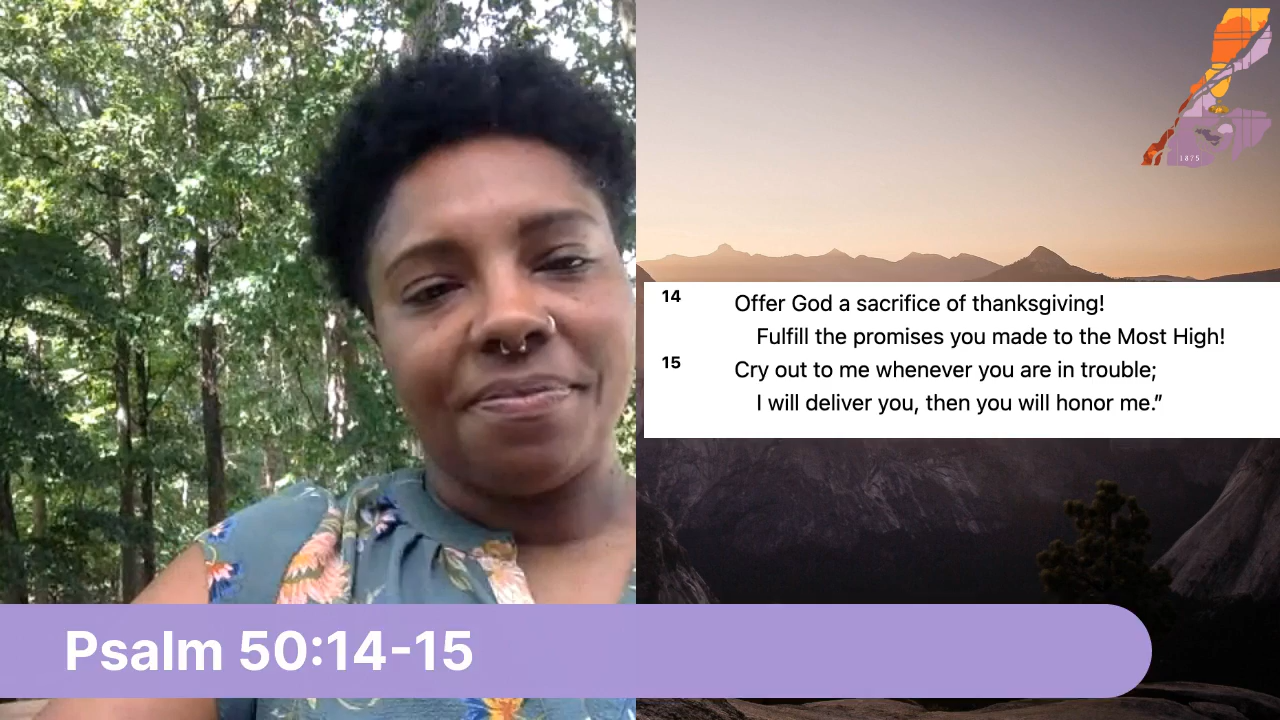 1875
14 Offer God a sacrifice of thanksgiving!
Fulfill the promises you made to the Most High!
15 Cry out to me whenever you are in trouble;
I will deliver you, then you will honor me.”
Psalm 50:14-15